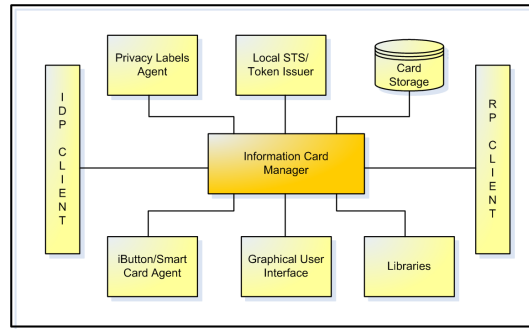 Privacy Labels
Agent
Local STS/
Token Issuer
Card
Storage
I
D
P
C
L
I
E
N
T
Information Card
Manager
R
P
C
L
I
E
N
T
iButton/Smart
Card Agent
Graphical User
Interface
Libraries